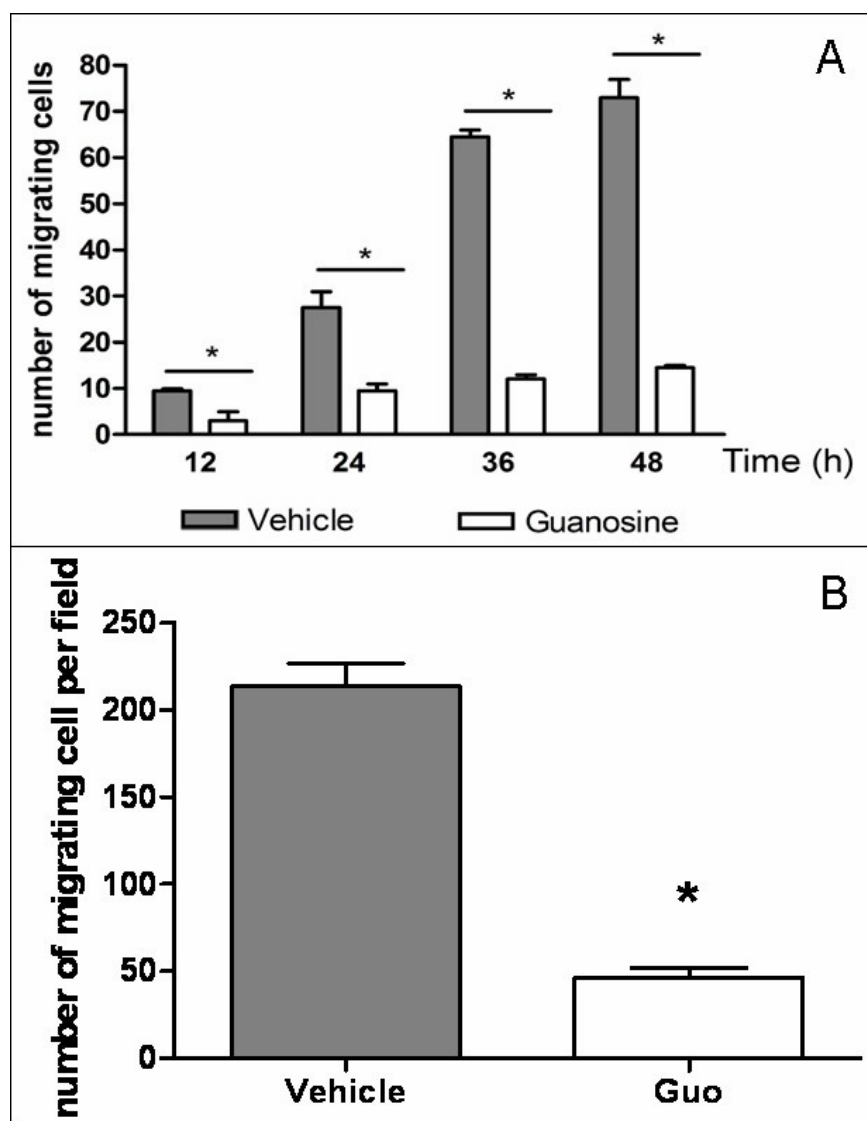 A
number of migrating cells
80
70
60
50
40
30
20
10
0
*
*
*
*
12 24 36 48 Time (h)
Vehicle Guanosine
B
number of migrating cell per field
250
200
150
100
50
0
*
Vehicle Guo